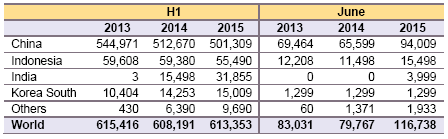 H1 June
2013 2014 2015 2013 2014 2015
China 544,971 512,670 501,309 69,464 65,599 94,009
Indonesia 59,608 59,380 55,490 12,208 11,498 15,498
India 3 15,498 31,855 0 0 3,999
Korea South 10,404 14,253 15,009 1,299 1,299 1,299
Others 430 6,390 9,690 60 1,371 1,933
World 615,416 608,191 613,353 83,031 79,767 116,738